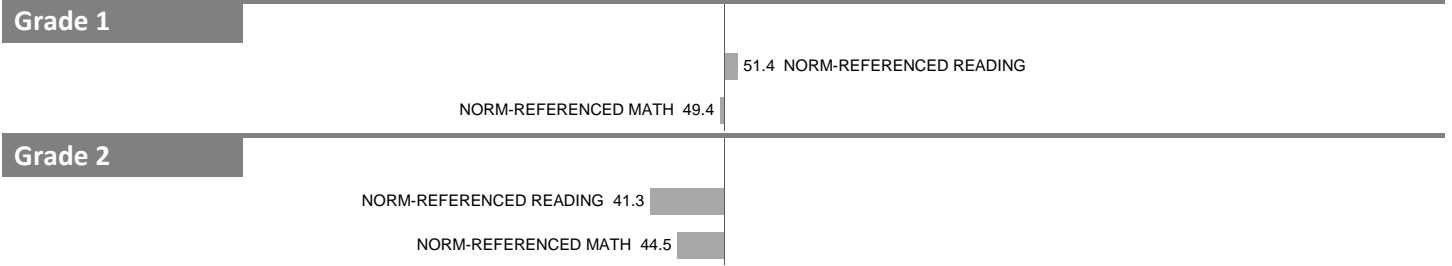 Grade 1
51.4 NORM-REFERENCED READING
NORM-REFERENCED MATH 49.4
Grade 2
NORM-REFERENCED READING 41.3
NORM-REFERENCED MATH 44.5